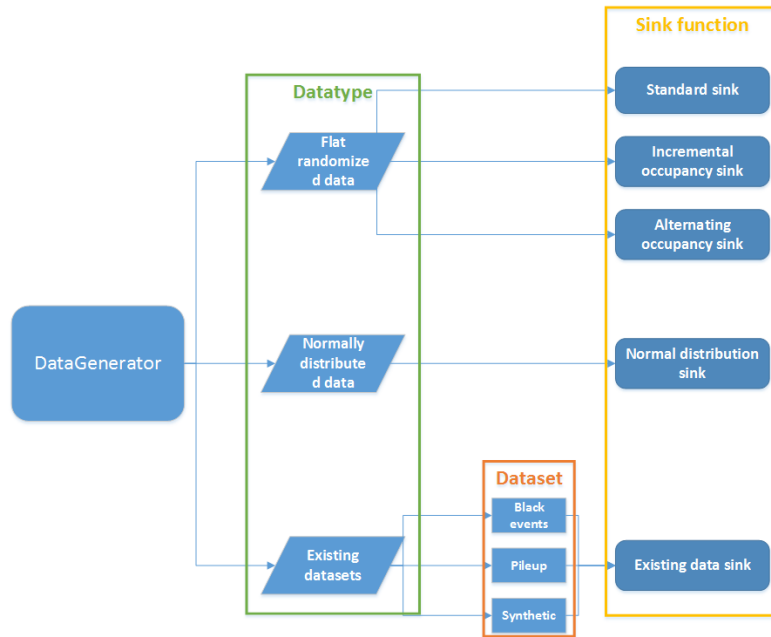 Sink function
Datatype
Standard sink
Flat
randomize
d data
Incremental
occupancy sink
Alternating
occupancy sink
DataGenerator
Normally
distribute
d data
Normal distribution
sink
Dataset
Black
events
Existing
datasets
Pileup
Existing data sink
Synthetic